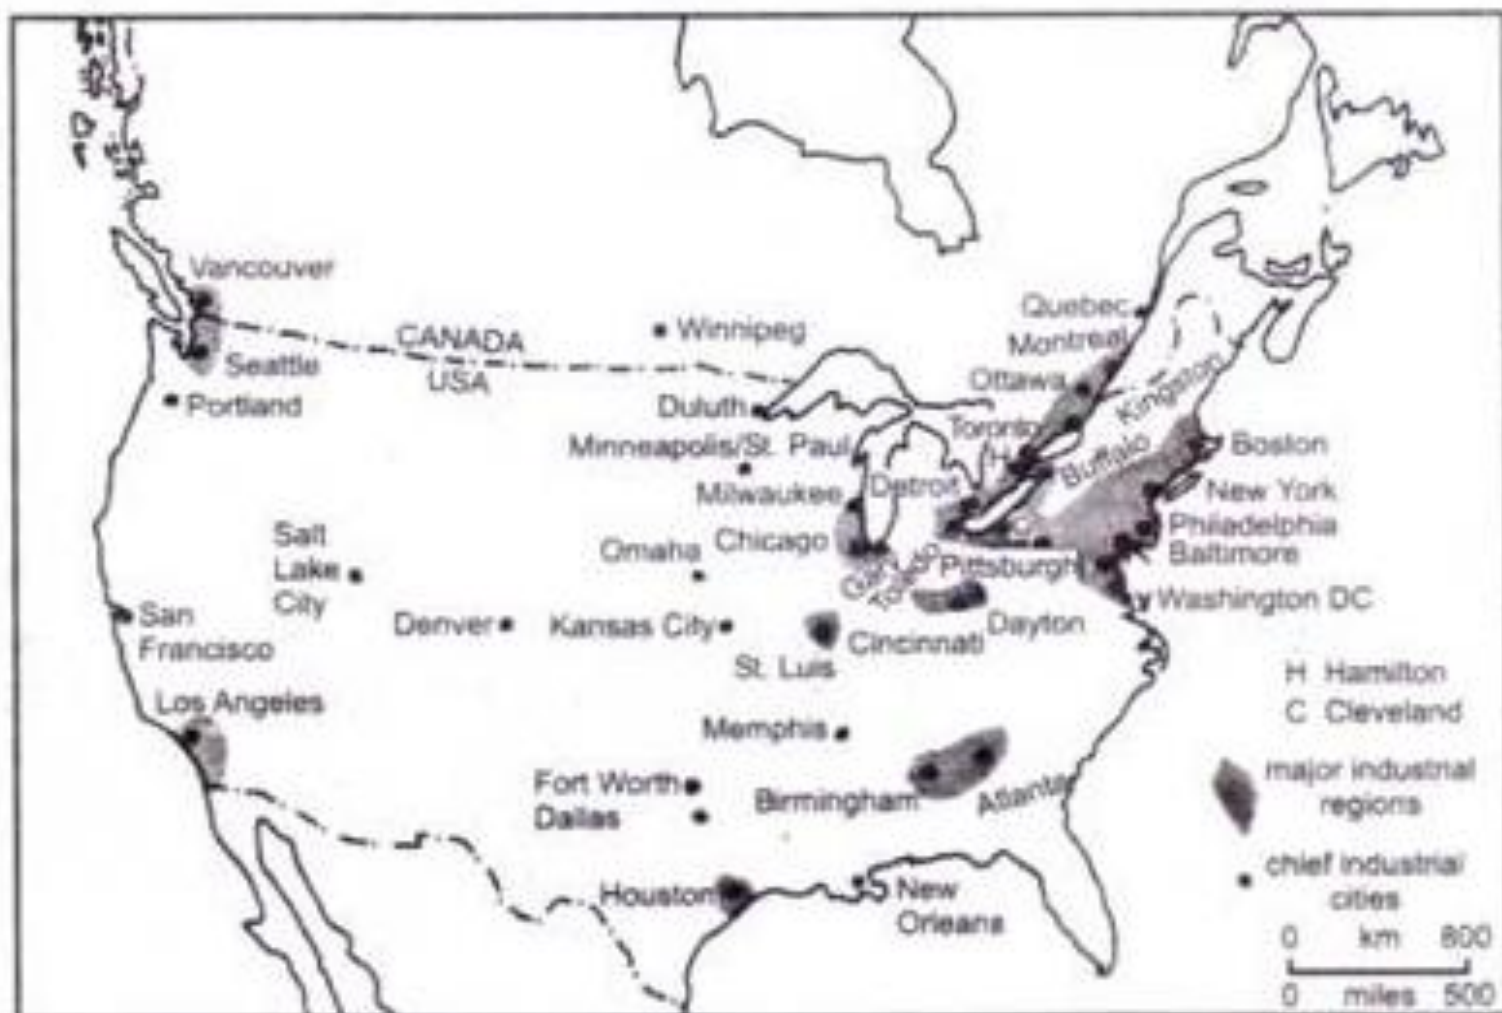 Vancouver
Seattle
Portland
CANADA
USA
Winnipeg
Duluth
Minneapolis/St. Paul
Milwaukee
Chicago
Detroit
Quebec
Montreal
Ottawa
Toronto
H
Kingston
Buffalo
Boston
New York
Philadelphia
Baltimore
Pittsburgh
C
Washington DC
Salt
Lake
City
Omaha
San
Francisco
Denver
Kansas City
St. Luis
Cincinnati
Dayton
Los Angeles
Memphis
Fort Worth
Dallas
Birmingham
Atlanta
Houston
New
Orleans
H Hamilton
C Cleveland
major industrial
regions
chief industrial
cities
0 km 800
0 miles 500